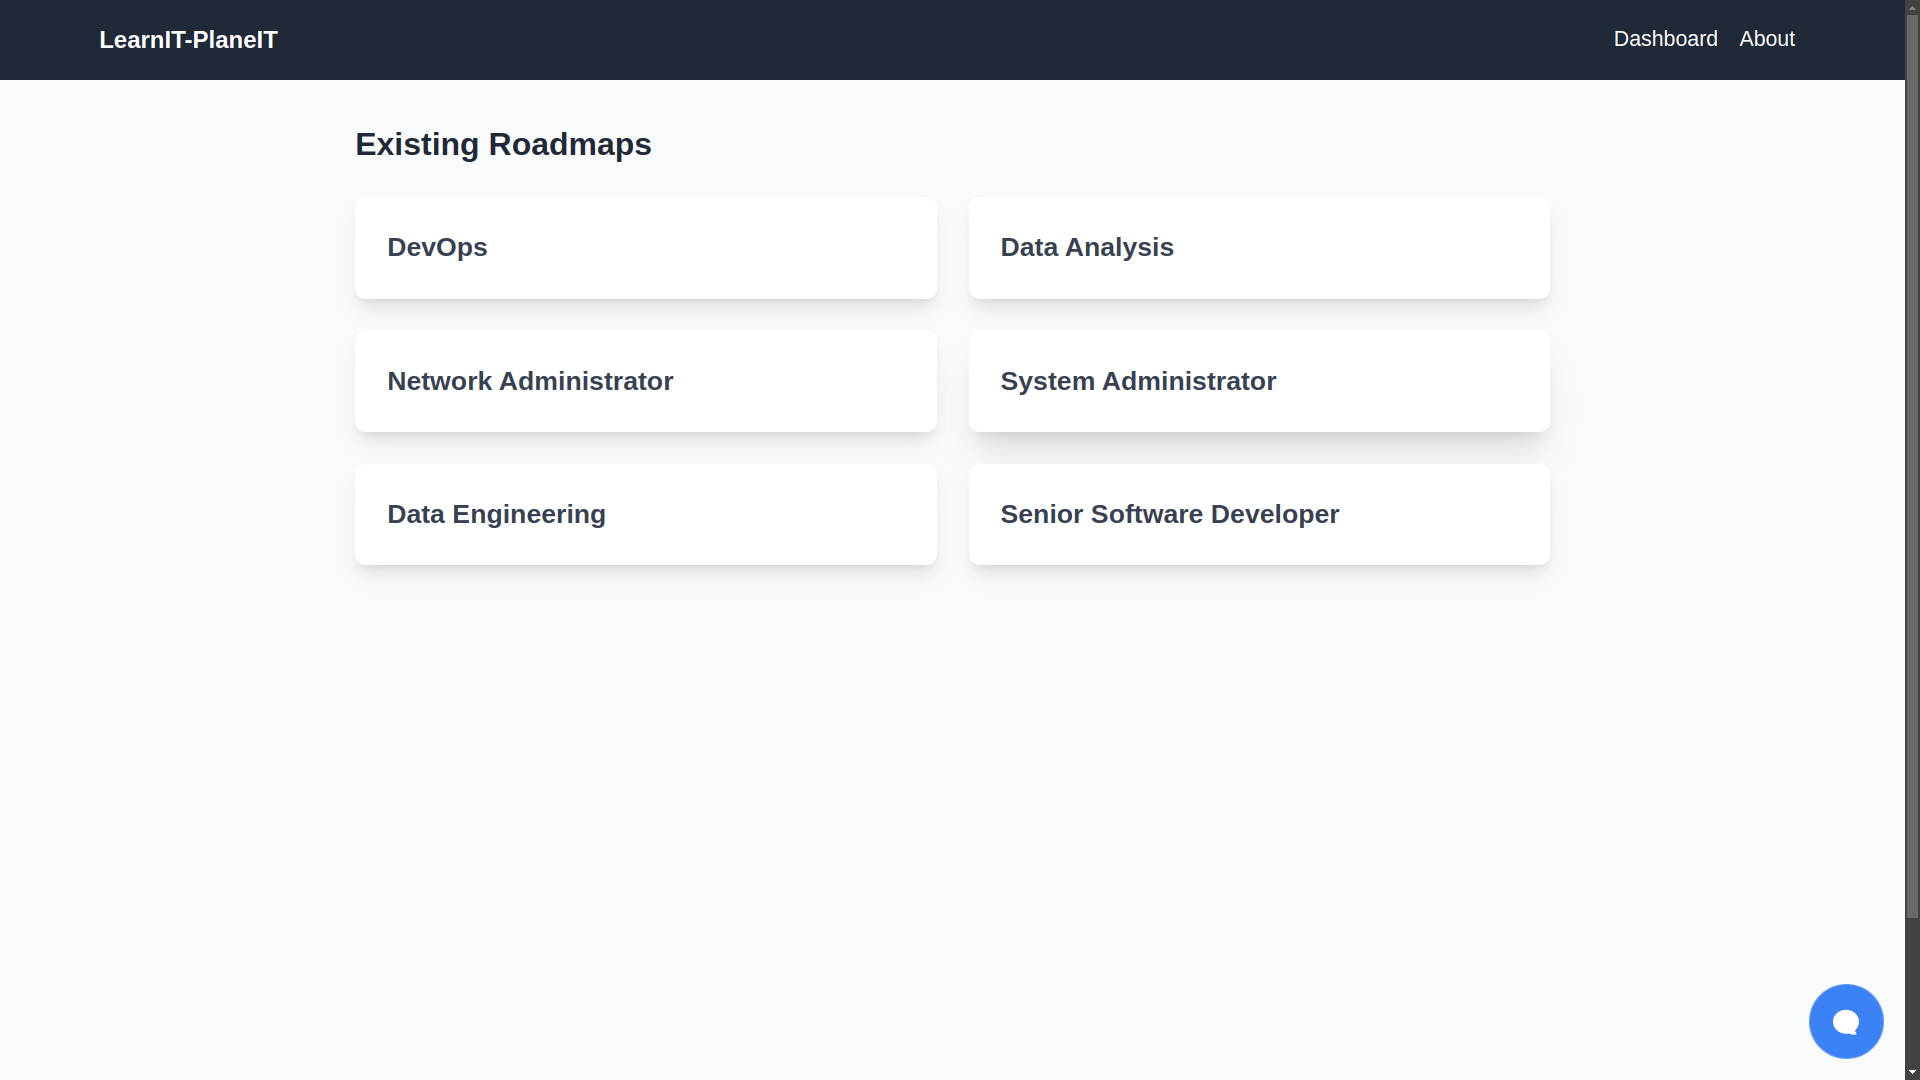 LearnIT-PlaneIT
Dashboard About
Existing Roadmaps
DevOps
Data Analysis
Network Administrator
System Administrator
Data Engineering
Senior Software Developer